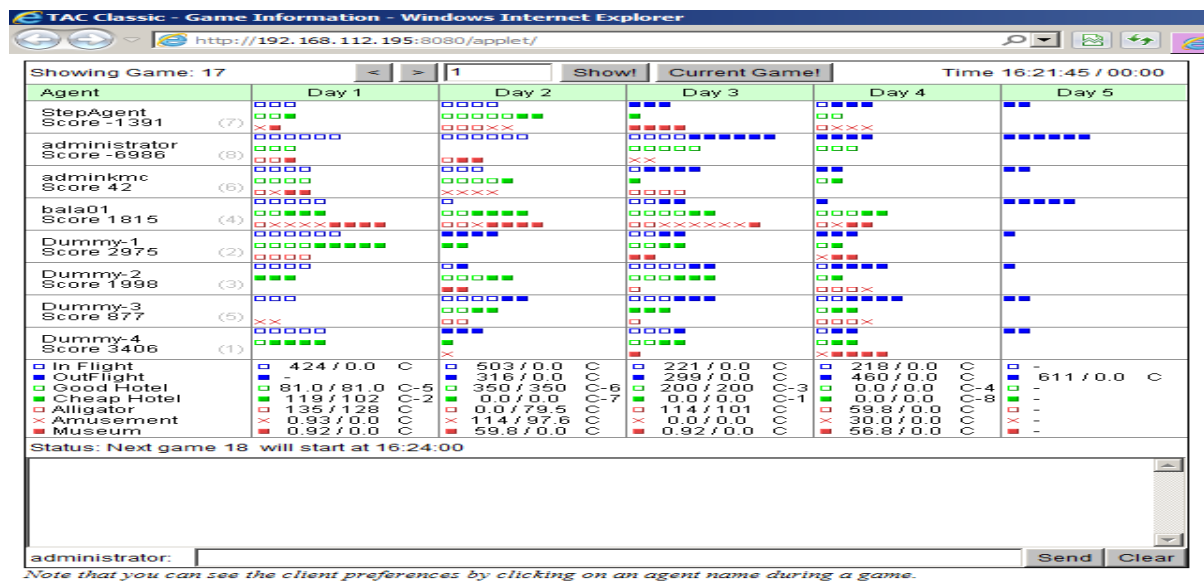 TAC Classic - Game Information - Windows Internet Explorer
http://192.168.112.195:8080/applet/
Showing Game: 17 < > 1 Show! Current Game! Time 16:21:45 / 00:00
Agent Day 1 Day 2 Day 3 Day 4 Day 5
StepAgent
Score -1391 (7)
administrator
Score -6986 (8)
adminkmc
Score 42 (6)
bala01
Score 1815 (4)
Dummy-1
Score 2975 (2)
Dummy-2
Score 1998 (3)
Dummy-3
Score 877 (5)
Dummy-4
Score 3406 (1)
In Flight 424 / 0.0 C 503 / 0.0 C 221 / 0.0 C 218 / 0.0 C -
OutFlight - 316 / 0.0 C 299 / 0.0 C 460 / 0.0 C 611 / 0.0 C
Good Hotel 81.0 / 81.0 C-5 350 / 350 C-6 200 / 200 C-3 0.0 / 0.0 C-4 -
Cheap Hotel 119 / 102 C-2 0.0 / 0.0 C-7 0.0 / 0.0 C-1 0.0 / 0.0 C-8 -
Alligator 135 / 128 C 0.0 / 79.5 C 114 / 101 C 59.8 / 0.0 C -
Amusement 0.93 / 0.0 C 114 / 97.6 C 0.0 / 0.0 C 30.0 / 0.0 C -
Museum 0.92 / 0.0 C 59.8 / 0.0 C 0.92 / 0.0 C 56.8 / 0.0 C -
Status: Next game 18 will start at 16:24:00
administrator: Send Clear
Note that you can see the client preferences by clicking on an agent name during a game.